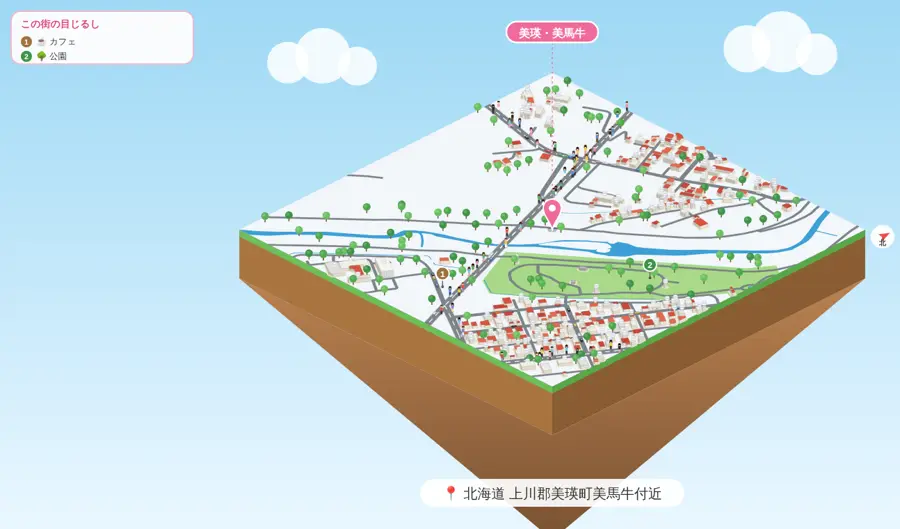 この街の目じるし
1 ☕ カフェ
2 🌳 公園
美瑛・美馬牛
2
1
北
📍 北海道 上川郡美瑛町美馬牛付近